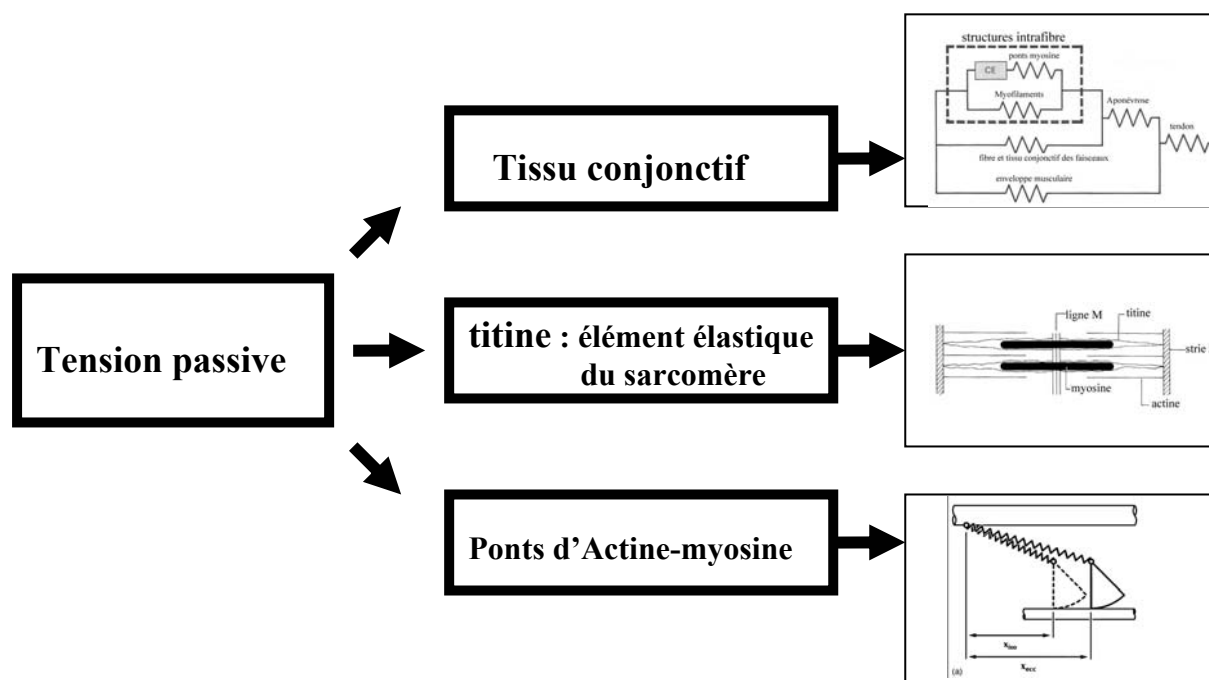 Tension passive
Tissu conjonctif
structures intrafibre
ponts myosine
CE
Myofilaments
Aponévrose
tendon
fibre et tissu conjonctif des faisceaux
enveloppe musculaire
titine : élément élastique
du sarcomère
ligne M
titine
strie
myosine
actine
Ponts d'Actine-myosine
(a)